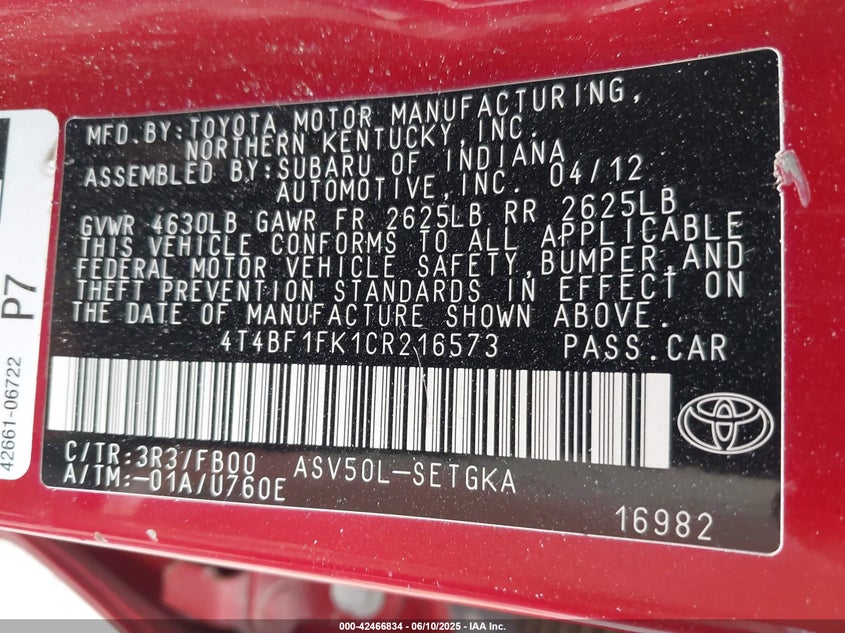 MFD.BY:TOYOTA MOTOR MANUFACTURING,
NORTHERN KENTUCKY,INC.
ASSEMBLED BY:SUBARU OF INDIANA
AUTOMOTIVE,INC. 04/12
GVWR 4630LB GAWR FR 2625LB RR 2625LB
THIS VEHICLE CONFORMS TO ALL APPLICABLE
FEDERAL MOTOR VEHICLE SAFETY,BUMPER,AND
THEFT PREVENTION STANDARDS IN EFFECT ON
THE DATE OF MANUFACTURE SHOWN ABOVE.
4T4BF1FK1CR216573 PASS.CAR
C/TR:3R3/FB00 ASV50L-SETGKA
A/TM:-01A/U760E
16982
P7
42661-06722
000-42466834 - 06/10/2025 - IAA Inc.